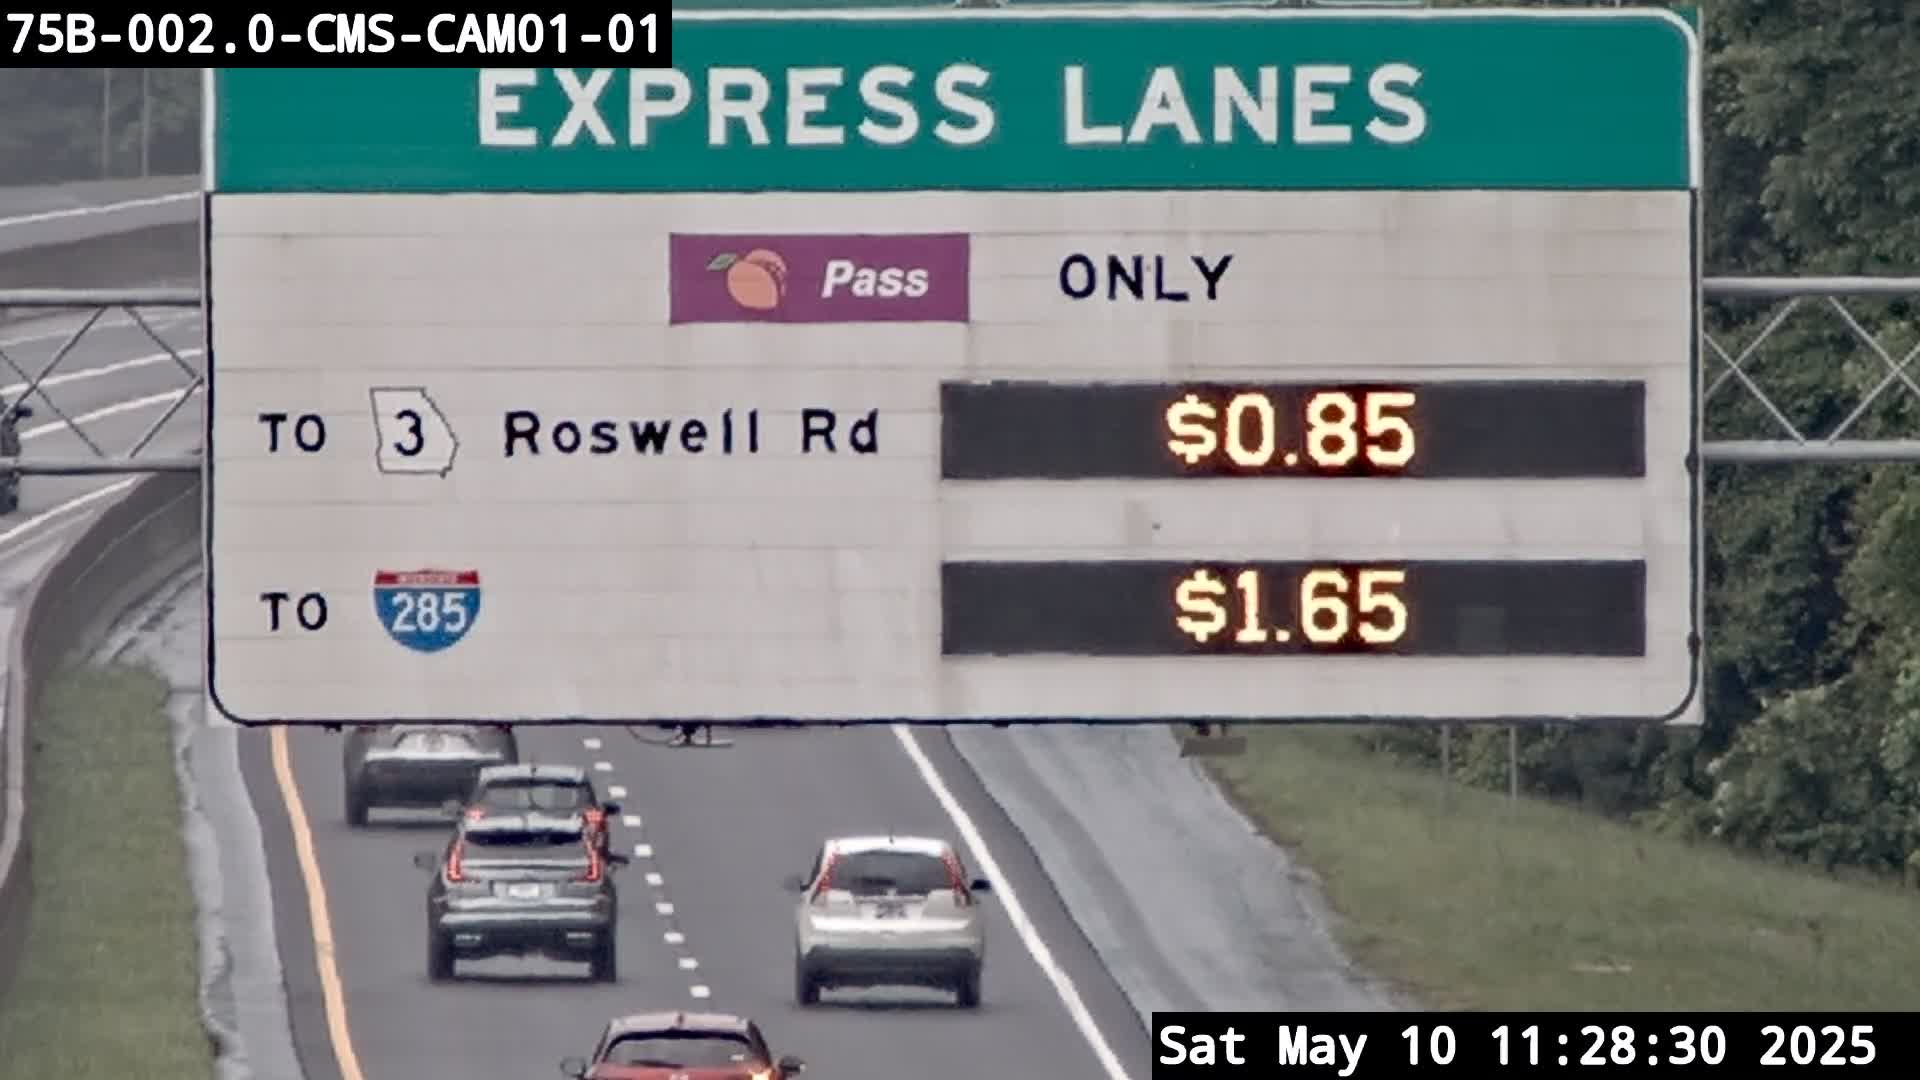 75B-002.0-CMS-CAM01-01
EXPRESS LANES
Pass ONLY
TO 3 Roswell Rd $0.85
TO 285 $1.65
Sat May 10 11:28:30 2025